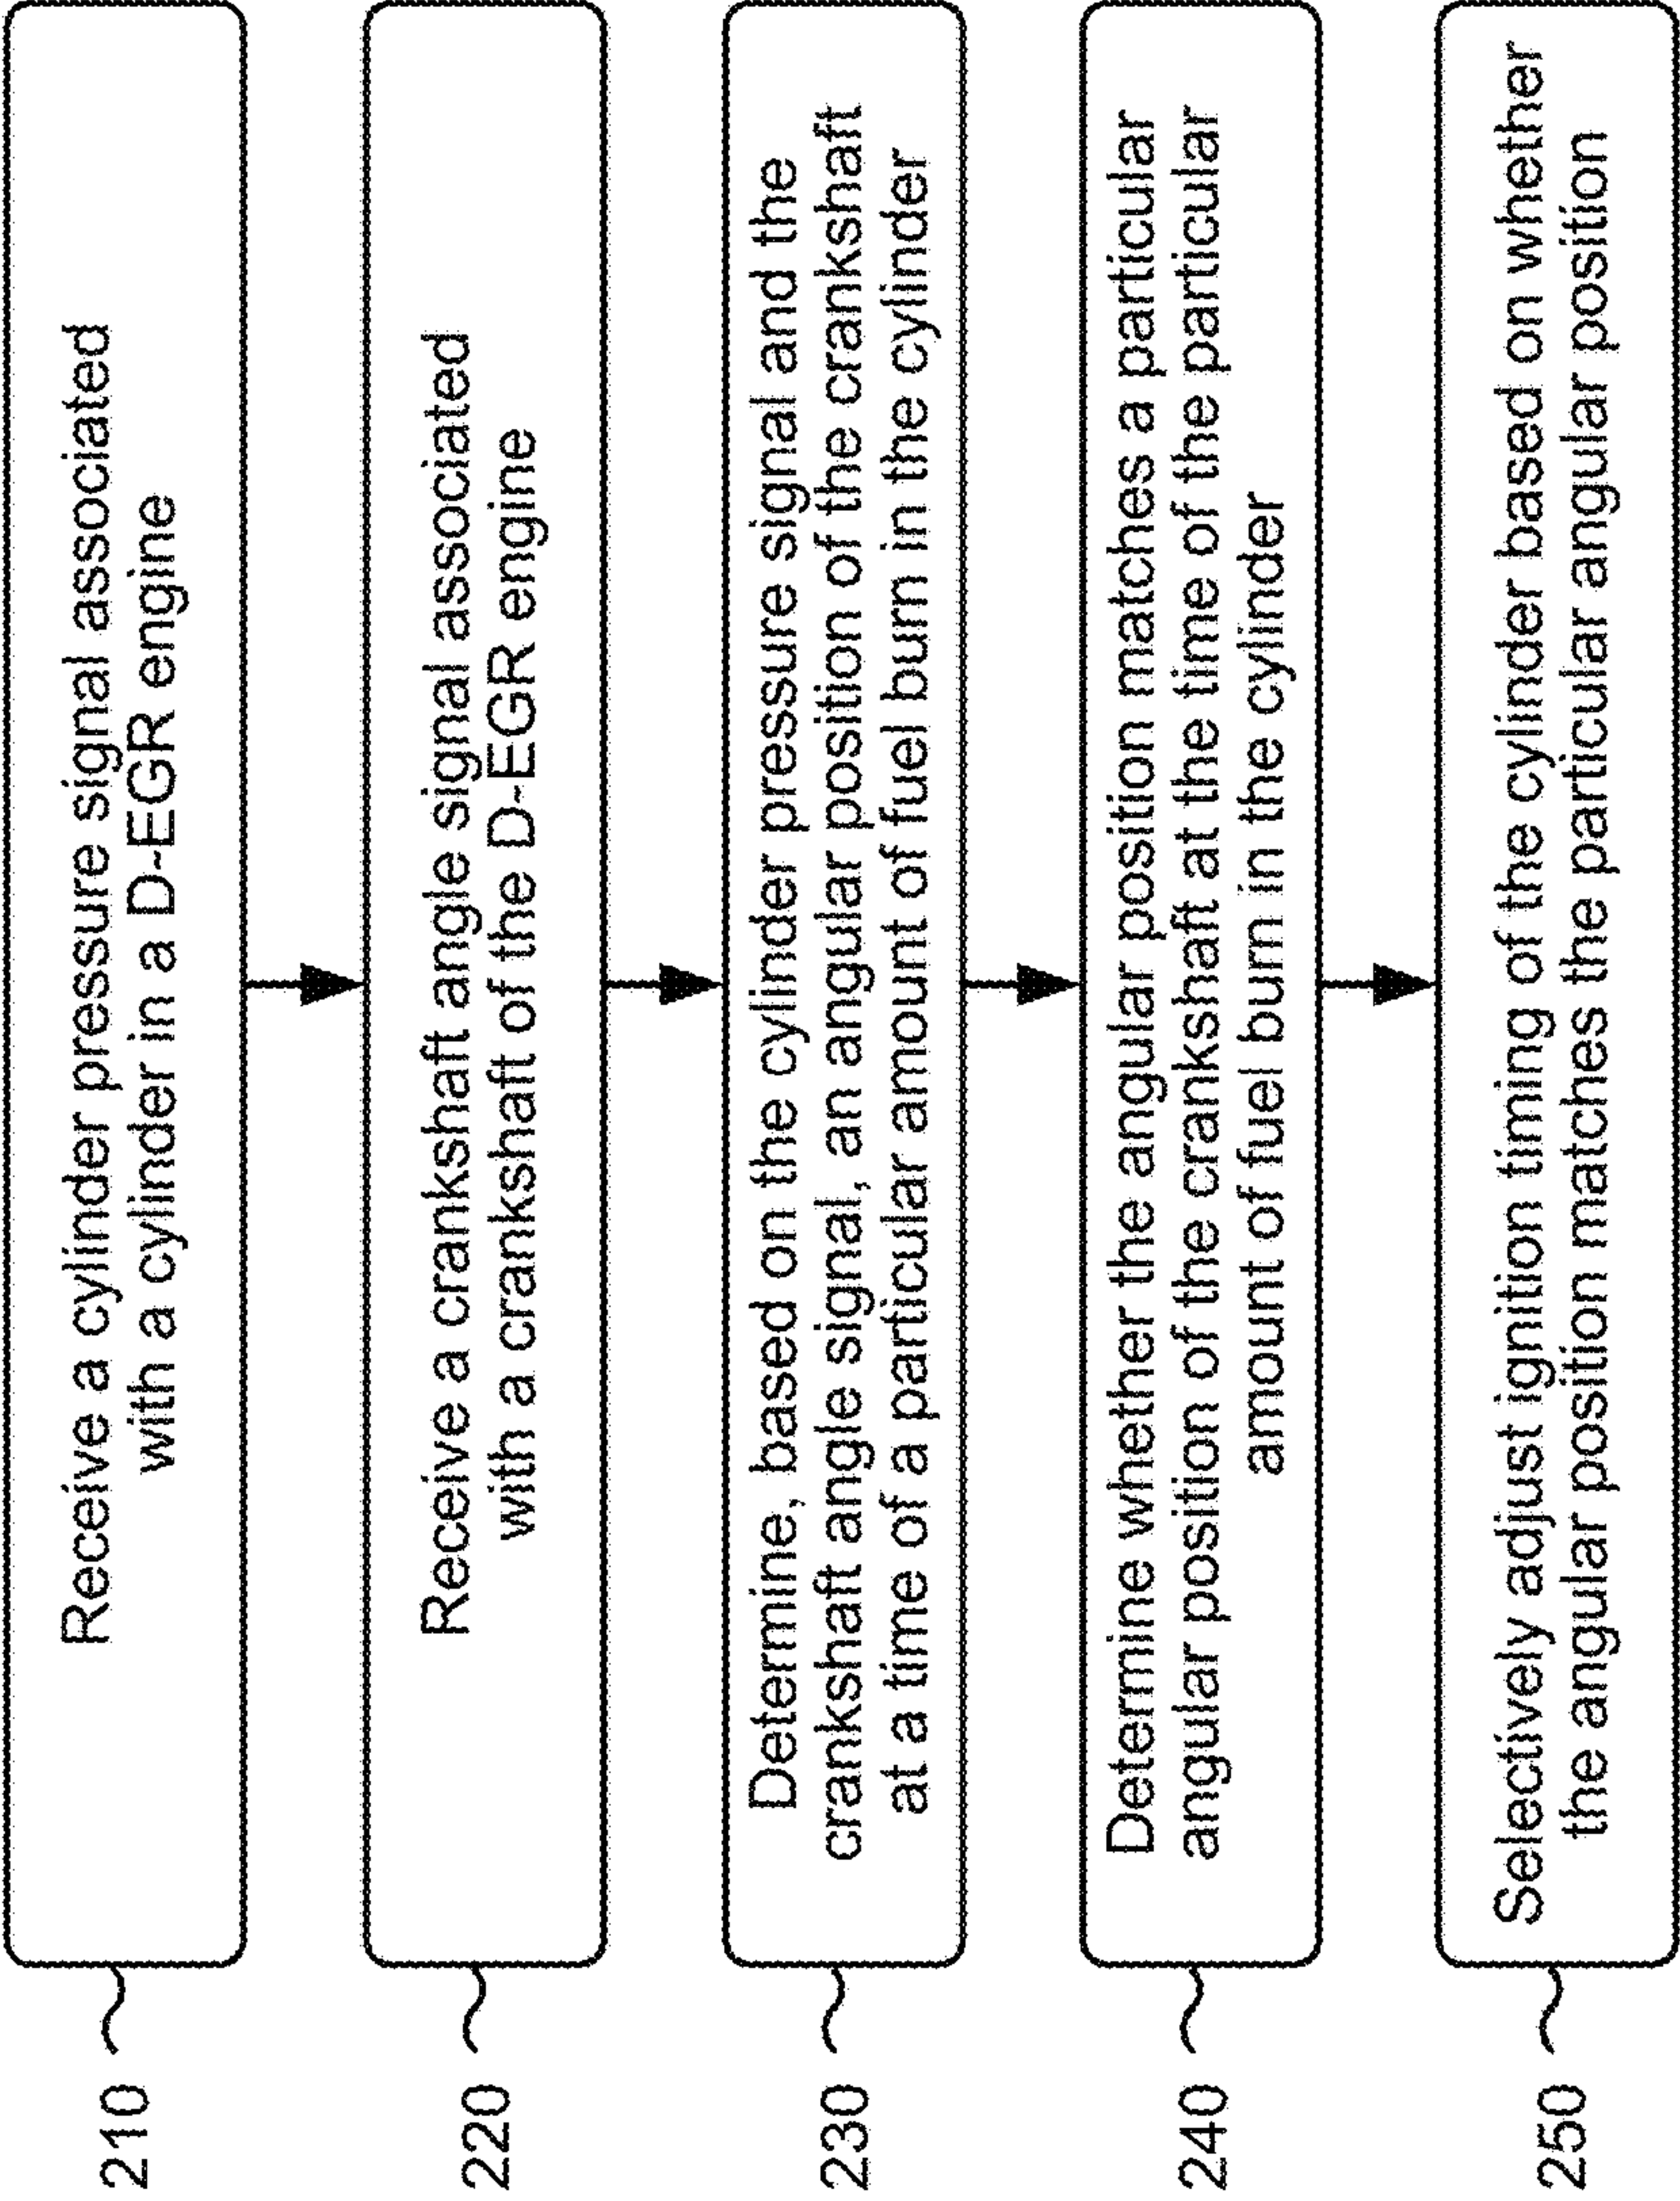 210
Receive a cylinder pressure signal associated
with a cylinder in a D-EGR engine
220
Receive a crankshaft angle signal associated
with a crankshaft of the D-EGR engine
230
Determine, based on the cylinder pressure signal and the
crankshaft angle signal, an angular position of the crankshaft
at a time of a particular amount of fuel burn in the cylinder
240
Determine whether the angular position matches a particular
angular position of the crankshaft at the time of the particular
amount of fuel burn in the cylinder
250
Selectively adjust ignition timing of the cylinder based on whether
the angular position matches the particular angular position